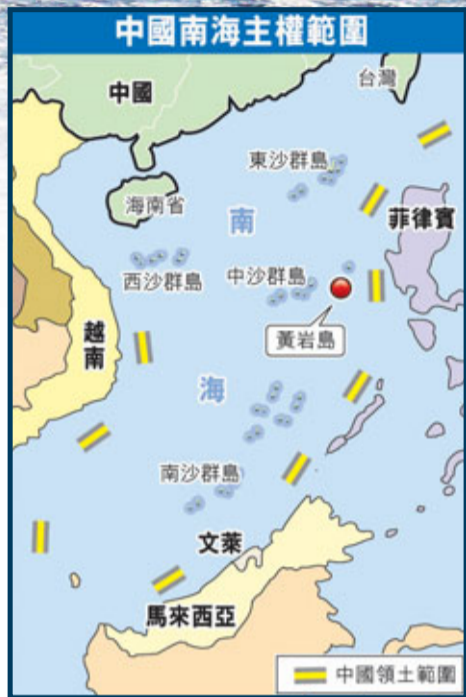 中國南海主權範圍
台灣
中國
東沙群島
海南省
南
菲律賓
西沙群島
中沙群島
黃岩島
越南
海
南沙群島
文萊
馬來西亞
中國領土範圍